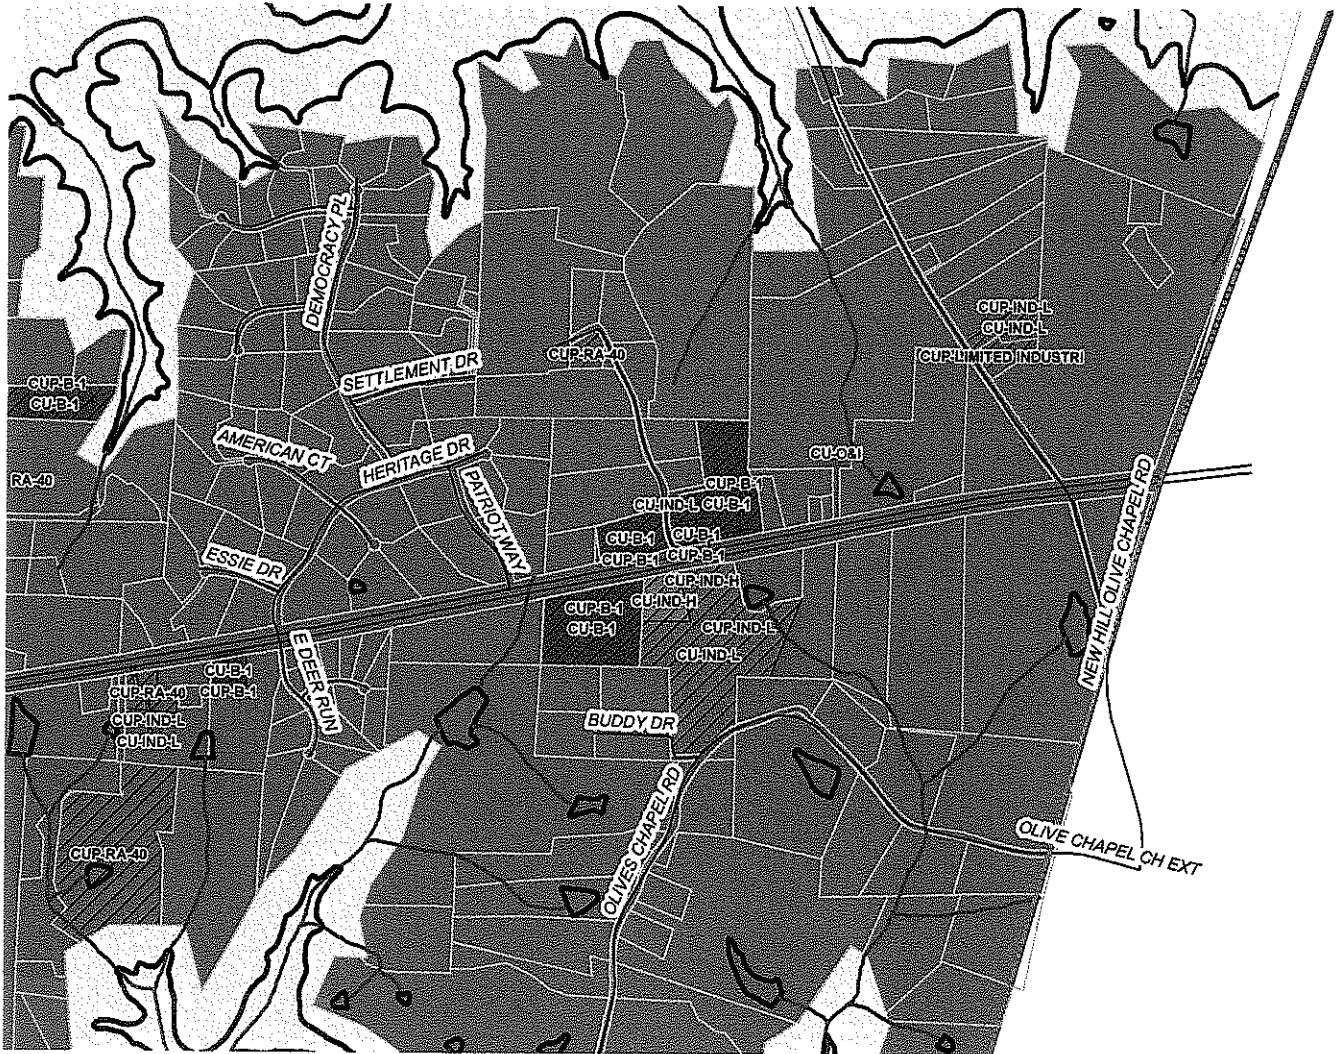 DEMOCRACY PL
CUP-IND-L
CU-IND-L
CUP-LIMITED INDUSTRI
CUP-RA-40
SETTLEMENT DR
CUP-B-1
CU-B-1
AMERICAN CT
HERITAGE DR
CU-O&I
RA-40
PATRIOT WAY
CUP-B-1
CU-IND-L CU-B-1
CU-B-1
CU-B-1
CUP-B-1
CUP-B-1
ESSIE DR
CUP-IND-H
CU-IND-H
CUP-B-1
CU-B-1
CUP-IND-L
CU-IND-L
NEW HILL OLIVE CHAPEL RD
E DEER RUN
CU-B-1
CUP-RA-40
CUP-B-1
CUP-IND-L
CU-IND-L
BUDDY DR
OLIVES CHAPEL RD
OLIVE CHAPEL CH EXT
CUP-RA-40